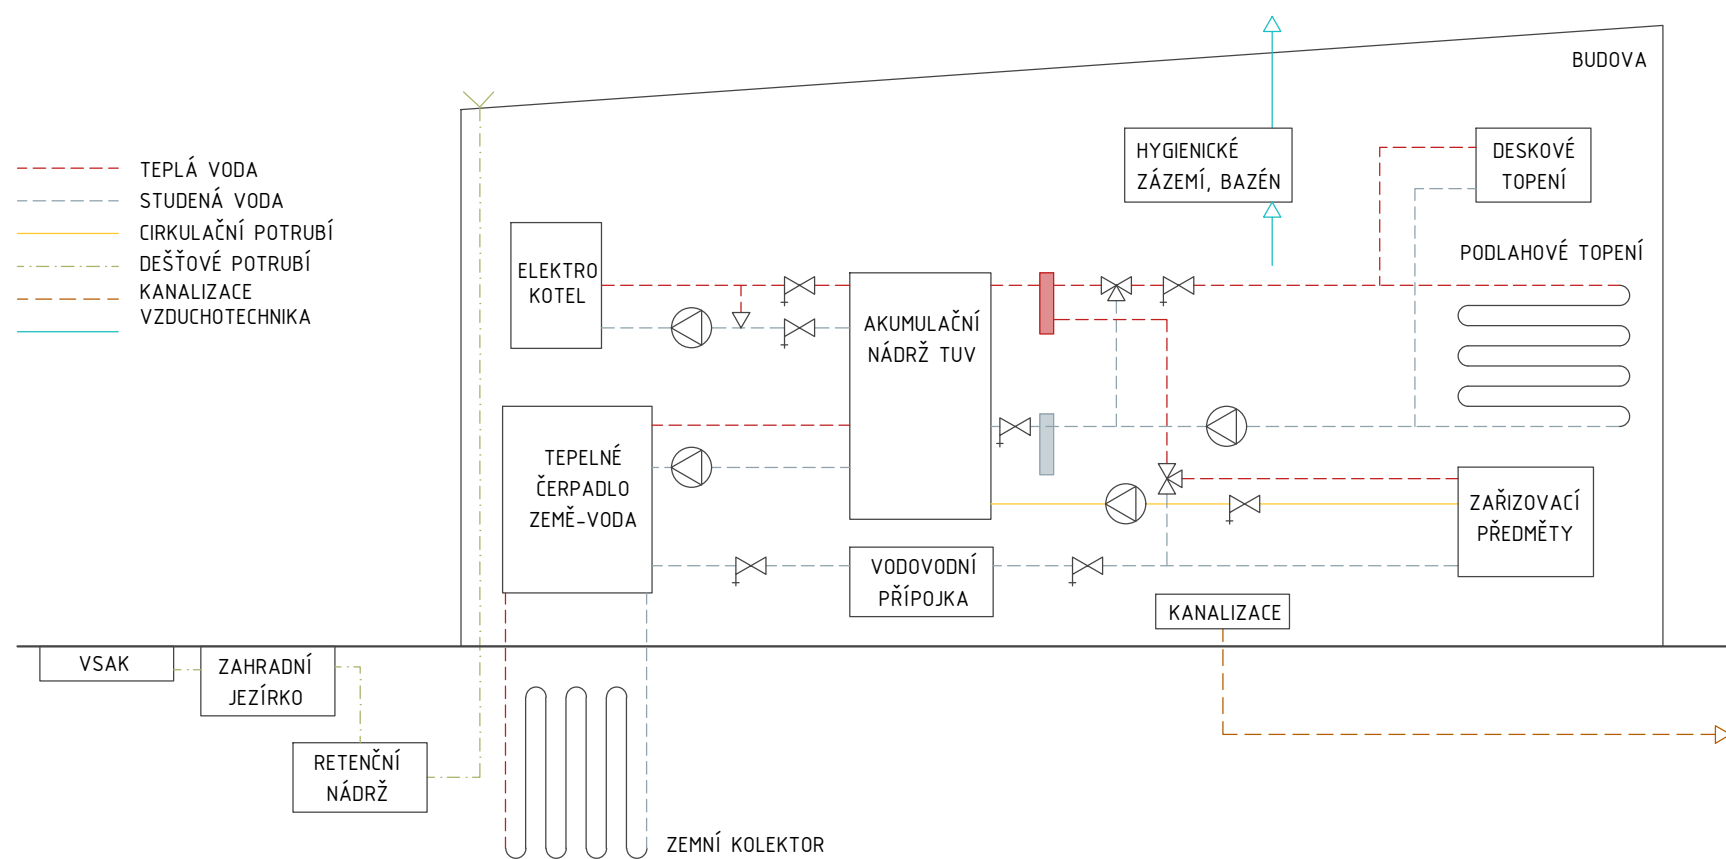 BUDOVA
TEPLÁ VODA
STUDENÁ VODA
CIRKULAČNÍ POTRUBÍ
DEŠŤOVÉ POTRUBÍ
KANALIZACE
VZDUCHOTECHNIKA
HYGIENICKÉ
ZÁZEMÍ, BAZÉN
DESKOVÉ
TOPENÍ
PODLAHOVÉ TOPENÍ
ELEKTRO
KOTEL
AKUMULAČNÍ
NÁDRŽ TUV
TEPELNÉ
ČERPADLO
ZEMĚ-VODA
ZAŘIZOVACÍ
PŘEDMĚTY
VODOVODNÍ
PŘÍPOJKA
KANALIZACE
VSAK
ZAHRADNÍ
JEZÍRKO
RETENČNÍ
NÁDRŽ
ZEMNÍ KOLEKTOR